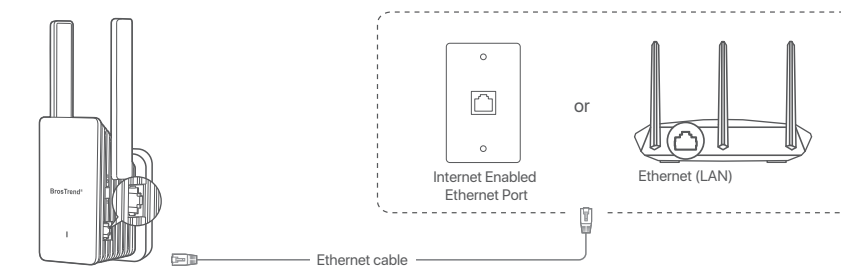 BrosTrend®
Internet Enabled
Ethernet Port
or
Ethernet (LAN)
Ethernet cable